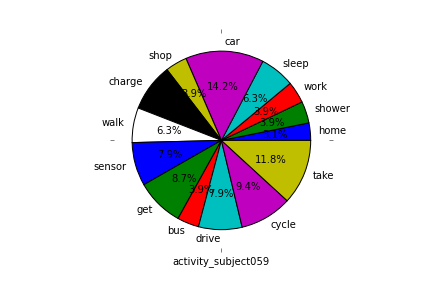 car
shop
sleep
charge
14.2%
work
3.9%
6.3%
3.9%
shower
3.9%
walk
6.3%
home
sensor
7.9%
11.8%
take
8.7%
get
3.9%
7.9%
9.4%
bus
drive
cycle
activity_subject059